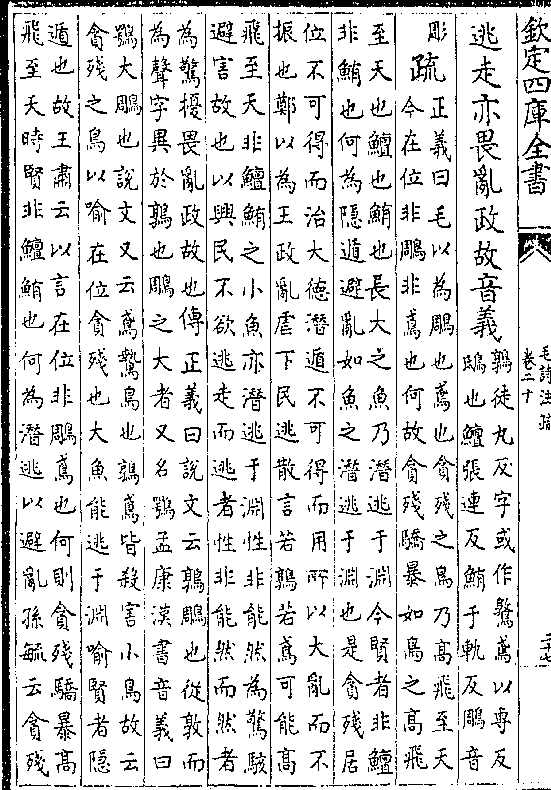 欽定四庫全書
毛詩注疏
卷二十
二十七
逃走亦畏亂政故音義
鶉徒丸反字或作鷻鳶以專反
鴟也鱣張連反鮪于軌反鵰音
彫
疏
正義曰毛以為鵰也鳶也貪殘之鳥乃高飛至天
今在位非鵰非鳶也何故貪殘驕暴如鳥之高飛
至天也鱣也鮪也長大之魚乃潛逃于淵今賢者非鱣
非鮪也何為隱遁避亂如魚之潛逃于淵也是貪殘居
位不可得而治大德潛遁不可得而用所以大亂而不
振也鄭以為王政亂虐下民逃散言若鶉若鳶可能高
飛至天非鱣鮪之小魚亦潛逃于淵性非能然為驚駭
避害故也以興民不欲逃走而逃者性非能然而然者
為驚擾畏亂政故也傳正義曰說文云鶉鵰也從敦而
為聲字異於鶉也鵰之大者又名鶚孟康漢書音義曰
鶚大鵰也說文又云鳶鷙鳥也鶉鳶皆殺害小鳥故云
貪殘之鳥以喻在位貪殘也大魚能逃于淵喻賢者隱
遁也故王肅云以言在位非鵰鳶也何則貪殘驕暴高
飛至天時賢非鱣鮪也何為潛逃以避亂孫毓云貪殘